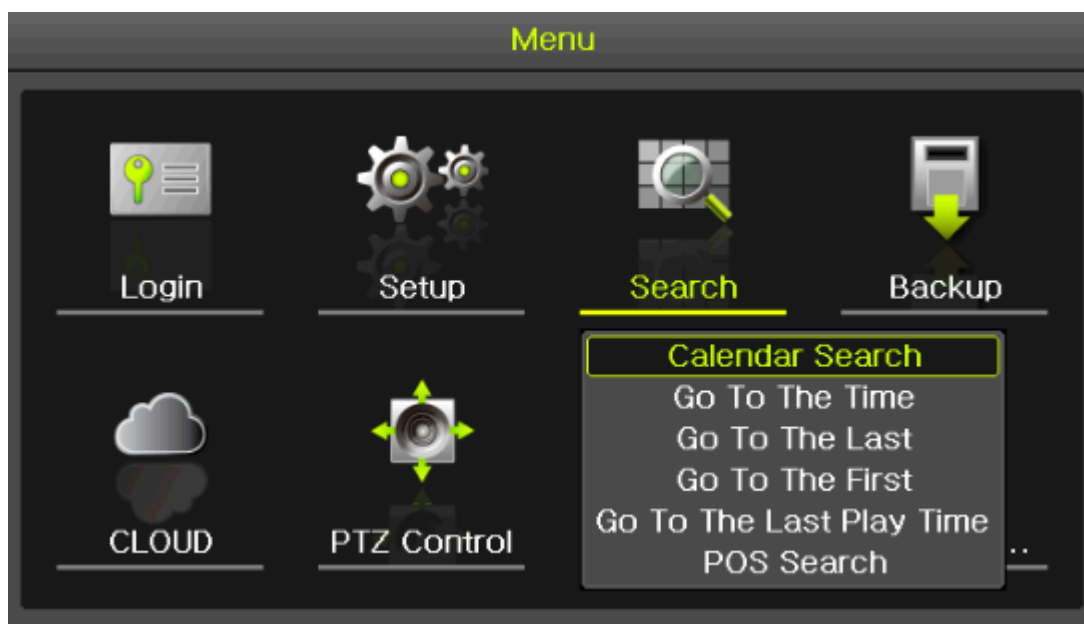 Menu
Login
Setup
Search
Backup
Calendar Search
Go To The Time
Go To The Last
Go To The First
Go To The Last Play Time
POS Search
CLOUD
PTZ Control
..